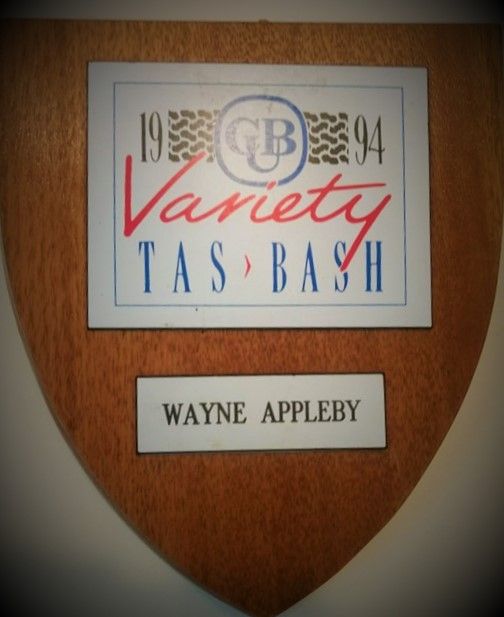 19 CUB 94
Variety
TAS › BASH
WAYNE APPLEBY